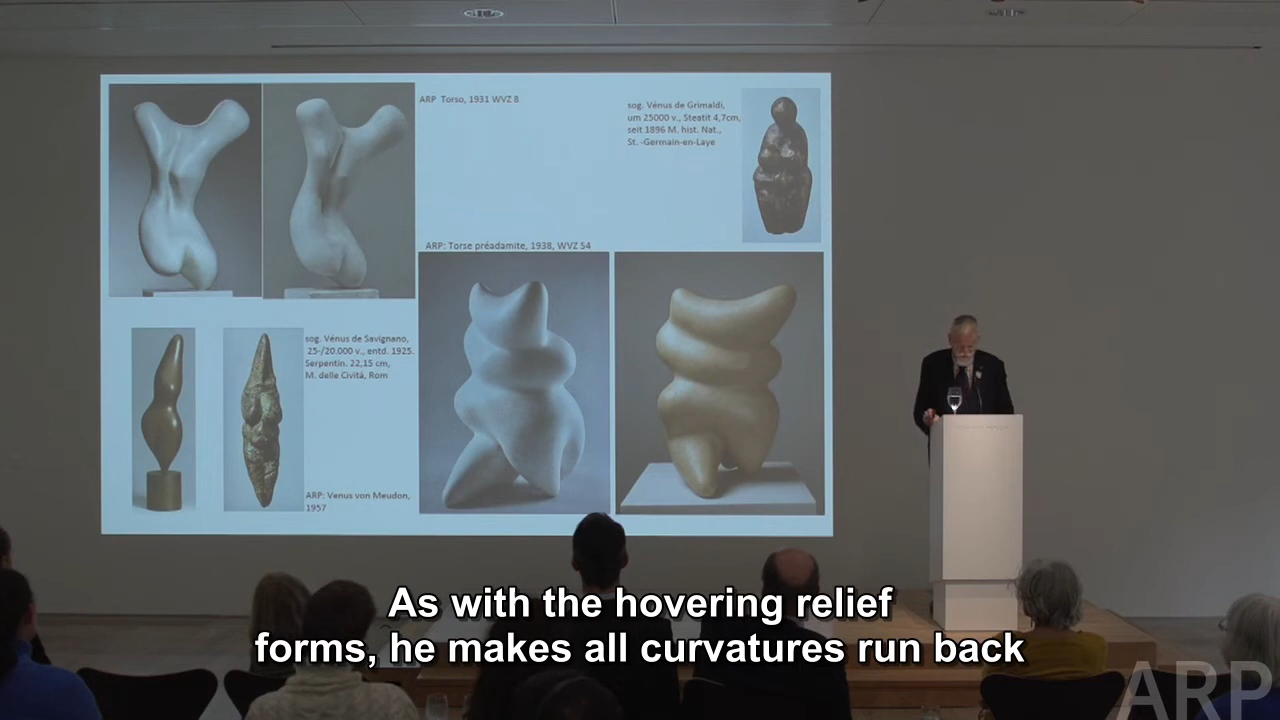 ARP Torso, 1931 WVZ 8
sog. Vénus de Grimaldi,
um 25000 v., Steatit 4,7cm,
seit 1896 M. hist. Nat.,
St. -Germain-en-Laye
ARP: Torse préadamite, 1938, WVZ 54
sog. Vénus de Savignano,
25-/20.000 v., entd. 1925.
Serpentin. 22,15 cm,
M. delle Cività, Rom
ARP: Venus von Meudon,
1957
As with the hovering relief
forms, he makes all curvatures run back
ARP